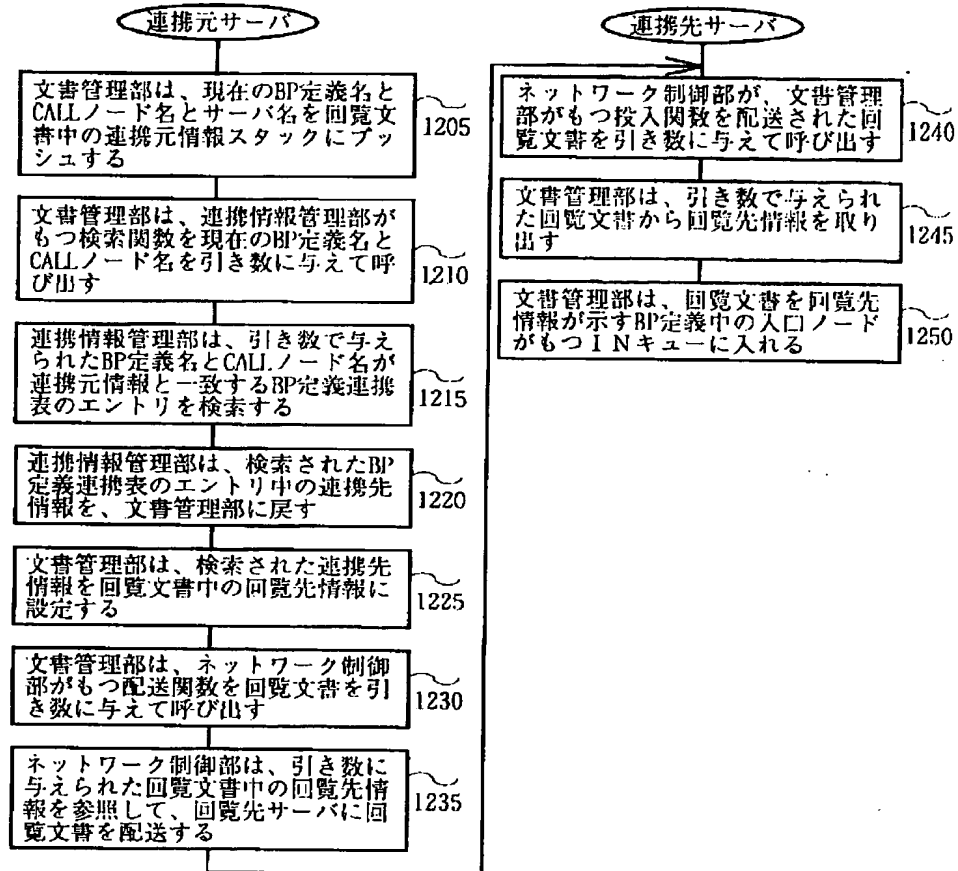 連携元サーバ
文書管理部は、現在のBP定義名と
CALLノード名とサーバ名を回覧文
書中の連携元情報スタックにプッ
シュする
1205
文書管理部は、連携情報管理部が
もつ検索関数を現在のBP定義名と
CALLノード名を引き数に与えて呼
び出す
1210
連携情報管理部は、引き数で与え
られたBP定義名とCALLノード名が
連携元情報と一致するBP定義連携
表のエントリを検索する
1215
連携情報管理部は、検索されたBP
定義連携表のエントリ中の連携先
情報を、文書管理部に戻す
1220
文書管理部は、検索された連携先
情報を回覧文書中の回覧先情報に
設定する
1225
文書管理部は、ネットワーク制御
部がもつ配送関数を回覧文書を引
き数に与えて呼び出す
1230
ネットワーク制御部は、引き数に
与えられた回覧文書中の回覧先情
報を参照して、回覧先サーバに回
覧文書を配送する
1235
連携先サーバ
ネットワーク制御部が、文書管理
部がもつ投入関数を配送された回
覧文書を引き数に与えて呼び出す
1240
文書管理部は、引き数で与えられ
た回覧文書から回覧先情報を取り
出す
1245
文書管理部は、回覧文書を回覧先
情報が示すBP定義中の入口ノード
がもつＩＮキューに入れる
1250